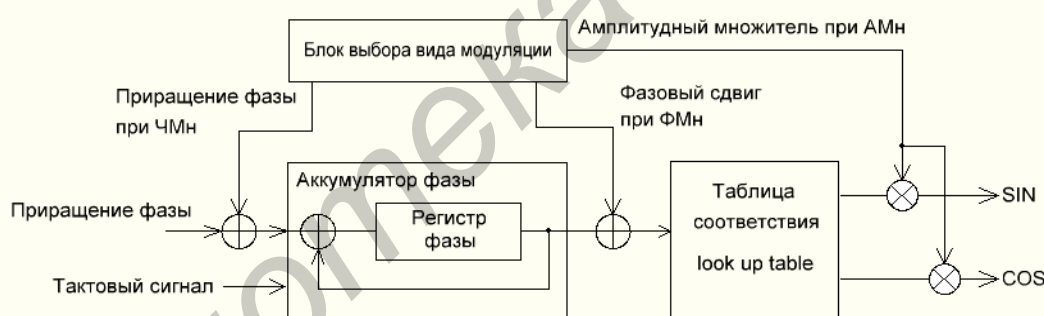 Амплитудный множитель при АМн
Блок выбора вида модуляции
Приращение фазы
при ЧМн
Фазовый сдвиг
при ФМн
Аккумулятор фазы
Таблица
соответствия
look up table
Приращение фазы
Регистр
фазы
SIN
Тактовый сигнал
COS